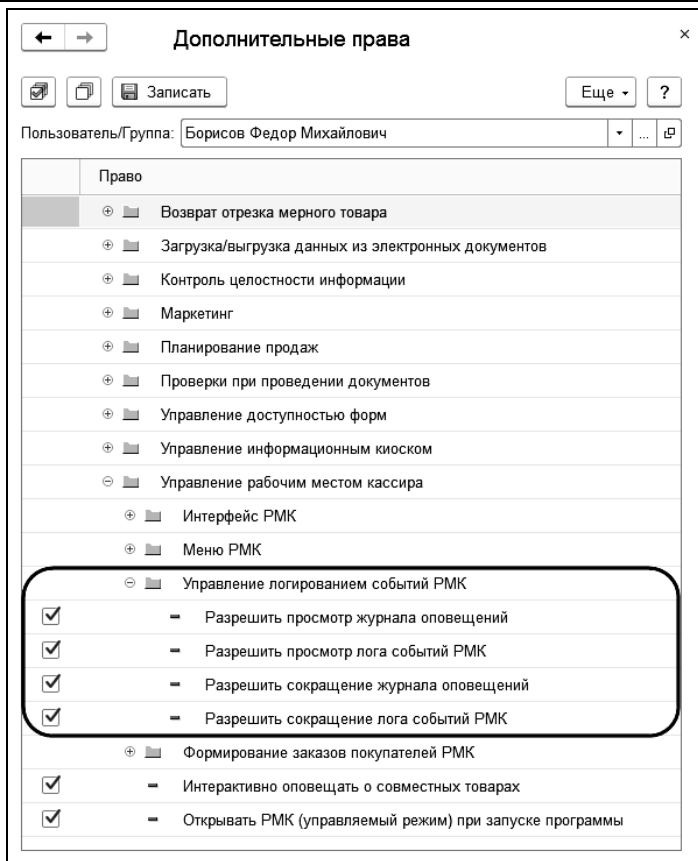 Дополнительные права
Записать
Еще
?
Пользователь/Группа: Борисов Федор Михайлович
...
Право
Возврат отрезка мерного товара
Загрузка/выгрузка данных из электронных документов
Контроль целостности информации
Маркетинг
Планирование продаж
Проверки при проведении документов
Управление доступностью форм
Управление информационным киоском
Управление рабочим местом кассира
Интерфейс РМК
Меню РМК
Управление логированием событий РМК
Разрешить просмотр журнала оповещений
Разрешить просмотр лога событий РМК
Разрешить сокращение журнала оповещений
Разрешить сокращение лога событий РМК
Формирование заказов покупателей РМК
Интерактивно оповещать о совместных товарах
Открывать РМК (управляемый режим) при запуске программы